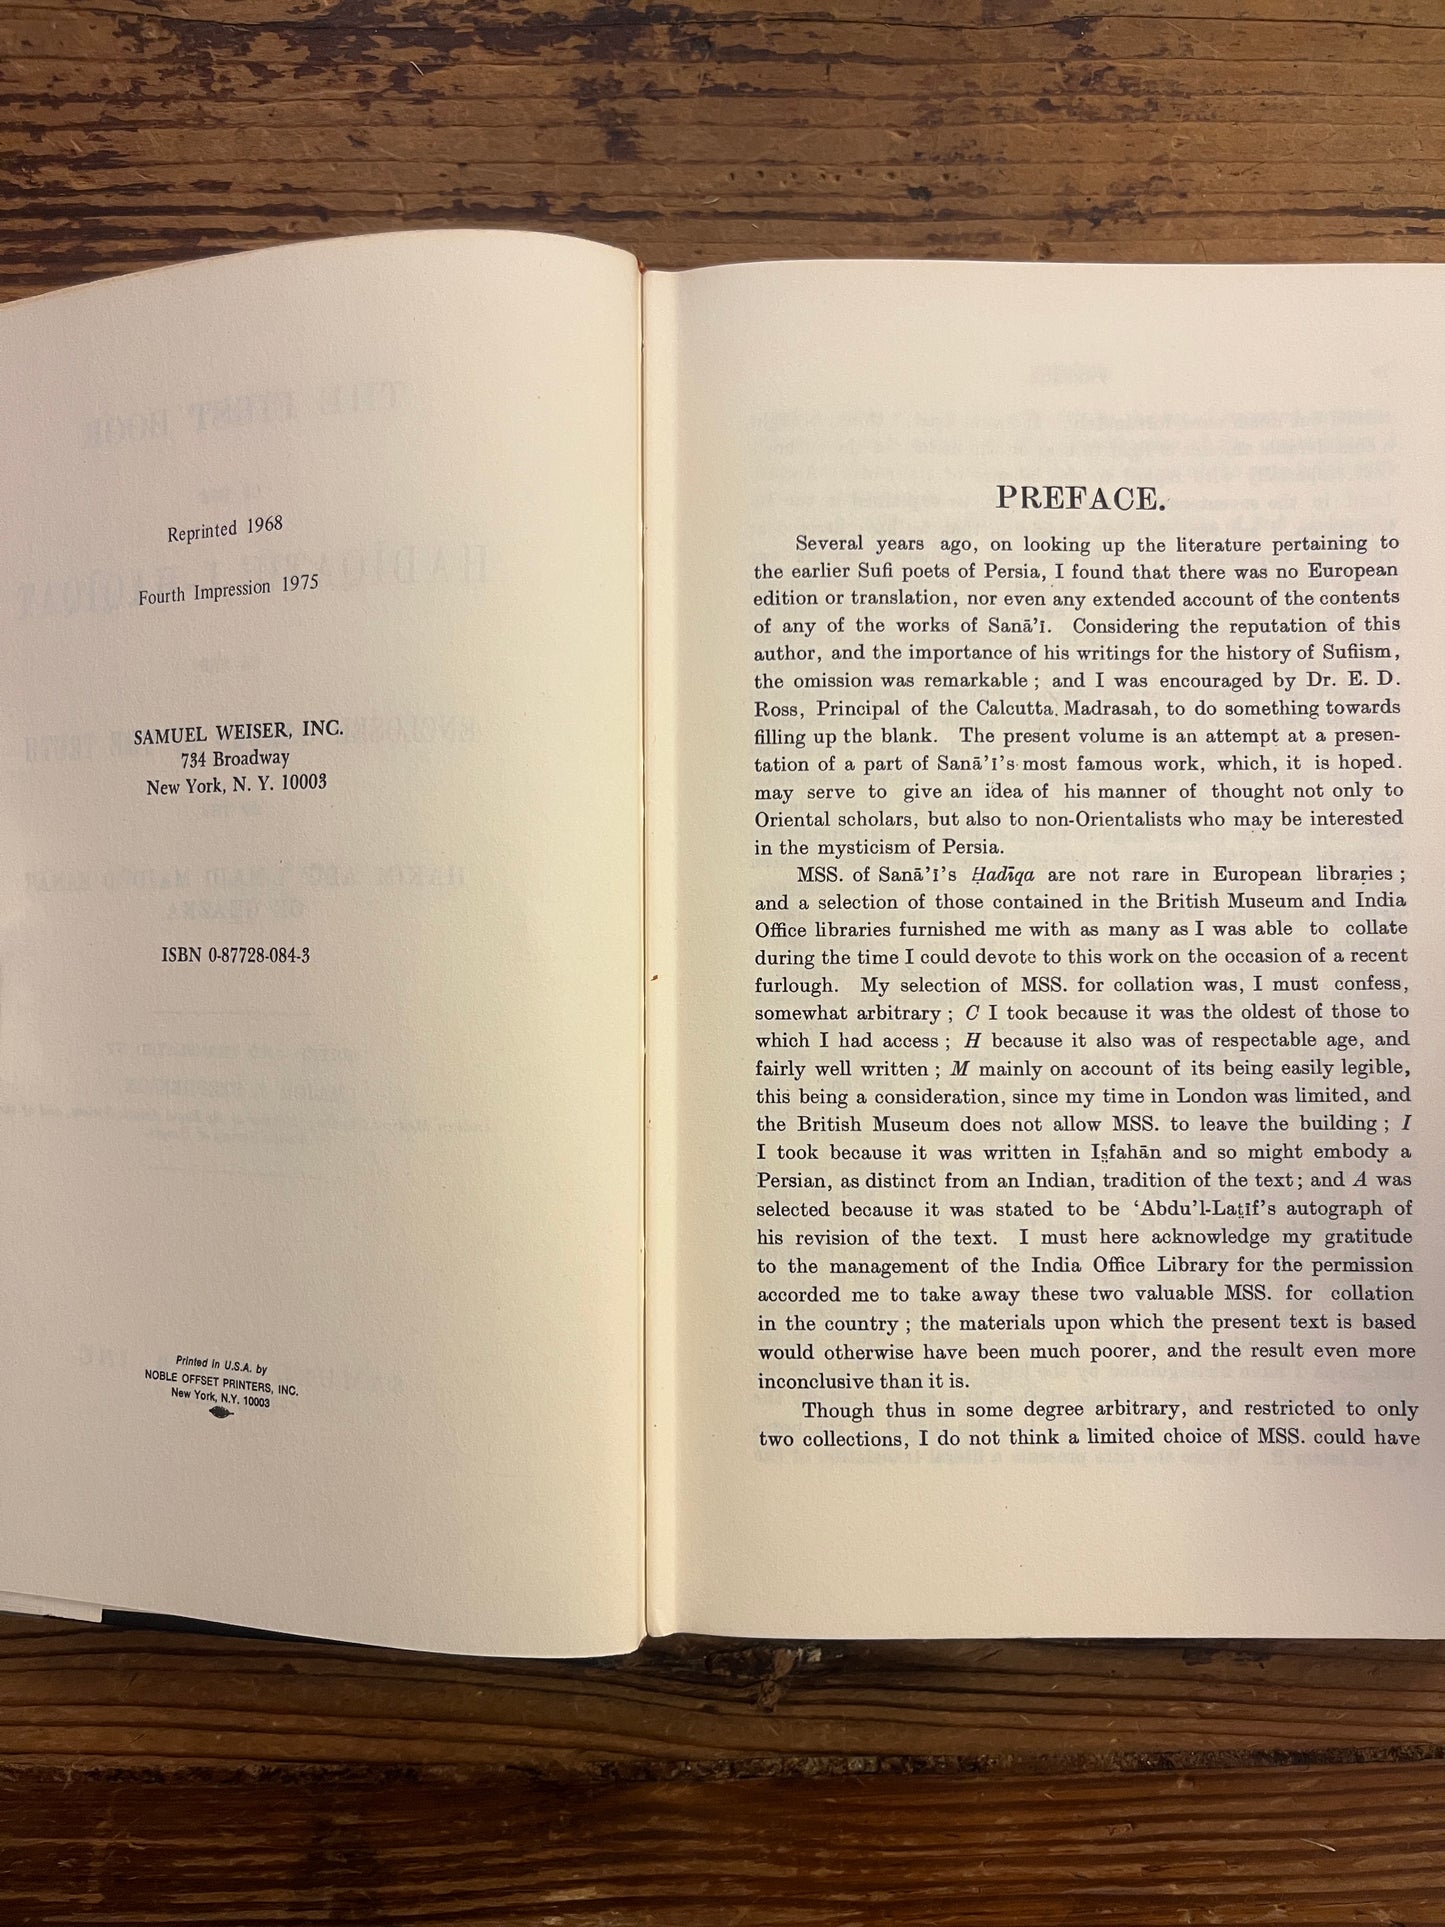 Reprinted 1968
Fourth Impression 1975
SAMUEL WEISER, INC.
734 Broadway
New York, N. Y. 10003
ISBN 0-87728-084-3
Printed in U.S.A. by
NOBLE OFFSET PRINTERS, INC.
New York, N.Y. 10003
PREFACE.
Several years ago, on looking up the literature pertaining to
the earlier Sufi poets of Persia, I found that there was no European
edition or translation, nor even any extended account of the contents
of any of the works of Sanā’ī. Considering the reputation of this
author, and the importance of his writings for the history of Sufiism,
the omission was remarkable ; and I was encouraged by Dr. E. D.
Ross, Principal of the Calcutta. Madrasah, to do something towards
filling up the blank. The present volume is an attempt at a presen-
tation of a part of Sanā’ī’s most famous work, which, it is hoped.
may serve to give an idea of his manner of thought not only to
Oriental scholars, but also to non-Orientalists who may be interested
in the mysticism of Persia.
MSS. of Sanā’ī’s Ḥadīqa are not rare in European libraries ;
and a selection of those contained in the British Museum and India
Office libraries furnished me with as many as I was able to collate
during the time I could devote to this work on the occasion of a recent
furlough. My selection of MSS. for collation was, I must confess,
somewhat arbitrary ; C I took because it was the oldest of those to
which I had access ; H because it also was of respectable age, and
fairly well written ; M mainly on account of its being easily legible,
this being a consideration, since my time in London was limited, and
the British Museum does not allow MSS. to leave the building ; I
I took because it was written in Iṣfahān and so might embody a
Persian, as distinct from an Indian, tradition of the text ; and A was
selected because it was stated to be ‘Abdu’l-Laṭīf’s autograph of
his revision of the text. I must here acknowledge my gratitude
to the management of the India Office Library for the permission
accorded me to take away these two valuable MSS. for collation
in the country ; the materials upon which the present text is based
would otherwise have been much poorer, and the result even more
inconclusive than it is.
Though thus in some degree arbitrary, and restricted to only
two collections, I do not think a limited choice of MSS. could have